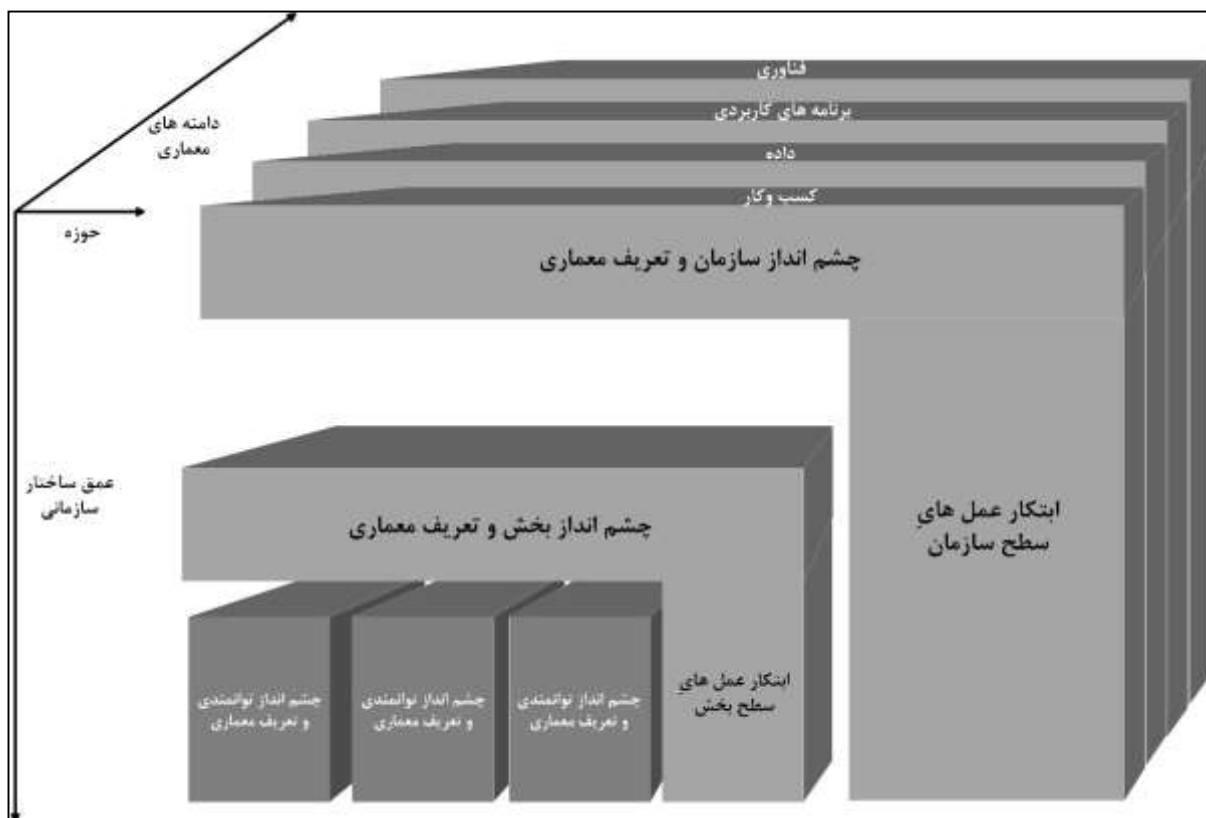 فناوری
برنامه های کاربردی
داده
کسب وکار
دامنه های
معماری
حوزه
چشم انداز سازمان و تعریف معماری
عمق ساختار
سازمانی
چشم انداز بخش و تعریف معماری
ابتکار عمل هایِ
سطح سازمان
ابتکار عمل هایِ
سطح بخش
چشم انداز توانمندی
و تعریف معماری
چشم انداز توانمندی
و تعریف معماری
چشم انداز توانمندی
و تعریف معماری